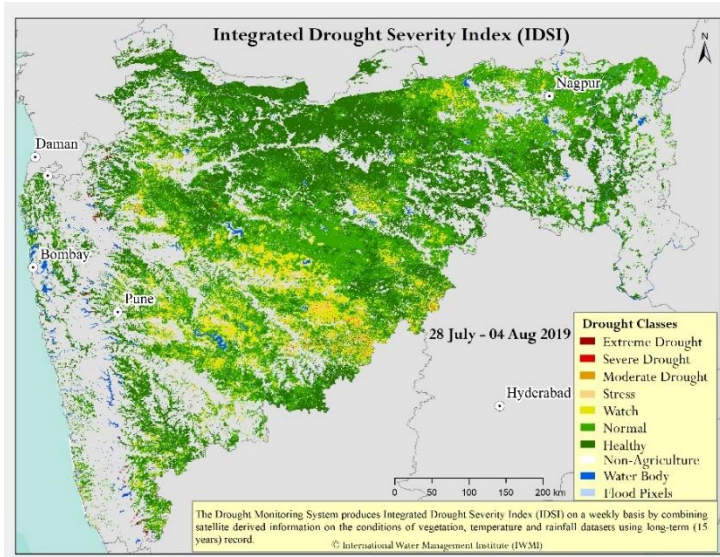 Integrated Drought Severity Index (IDSI)
N
Nagpur
Daman
Bombay
Pune
28 July - 04 Aug 2019
Hyderabad
Drought Classes
Extreme Drought
Severe Drought
Moderate Drought
Stress
Watch
Normal
Healthy
Non-Agriculture
Water Body
Flood Pixels
0 50 100 200 km
The Drought Monitoring System produces Integrated Drought Severity Index (IDSI) on a weekly basis by combining
satellite derived information on the conditions of vegetation, temperature and rainfall datasets using long-term (15
years) record.
© International Water Management Institute (IWMI)